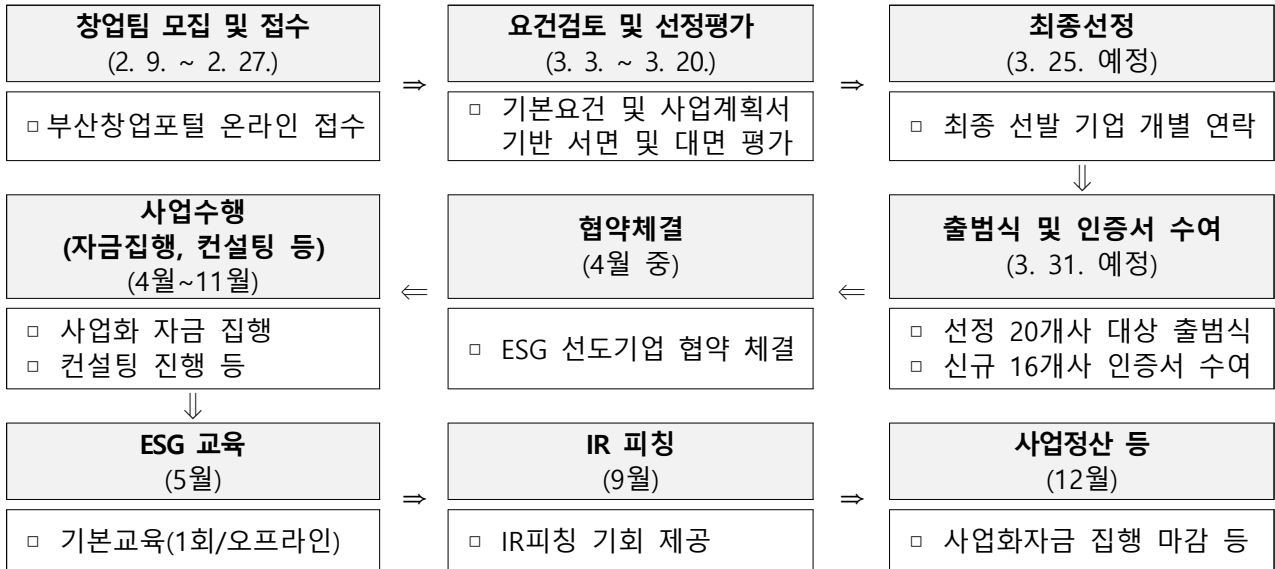 창업팀 모집 및 접수
(2. 9. ~ 2. 27.)
□ 부산창업포털 온라인 접수
⇒
요건검토 및 선정평가
(3. 3. ~ 3. 20.)
□ 기본요건 및 사업계획서
기반 서면 및 대면 평가
⇒
최종선정
(3. 25. 예정)
□ 최종 선발 기업 개별 연락
⇓
출범식 및 인증서 수여
(3. 31. 예정)
□ 선정 20개사 대상 출범식
□ 신규 16개사 인증서 수여
⇐
협약체결
(4월 중)
□ ESG 선도기업 협약 체결
⇐
사업수행
(자금집행, 컨설팅 등)
(4월~11월)
□ 사업화 자금 집행
□ 컨설팅 진행 등
⇓
ESG 교육
(5월)
□ 기본교육(1회/오프라인)
⇒
IR 피칭
(9월)
□ IR피칭 기회 제공
⇒
사업정산 등
(12월)
□ 사업화자금 집행 마감 등